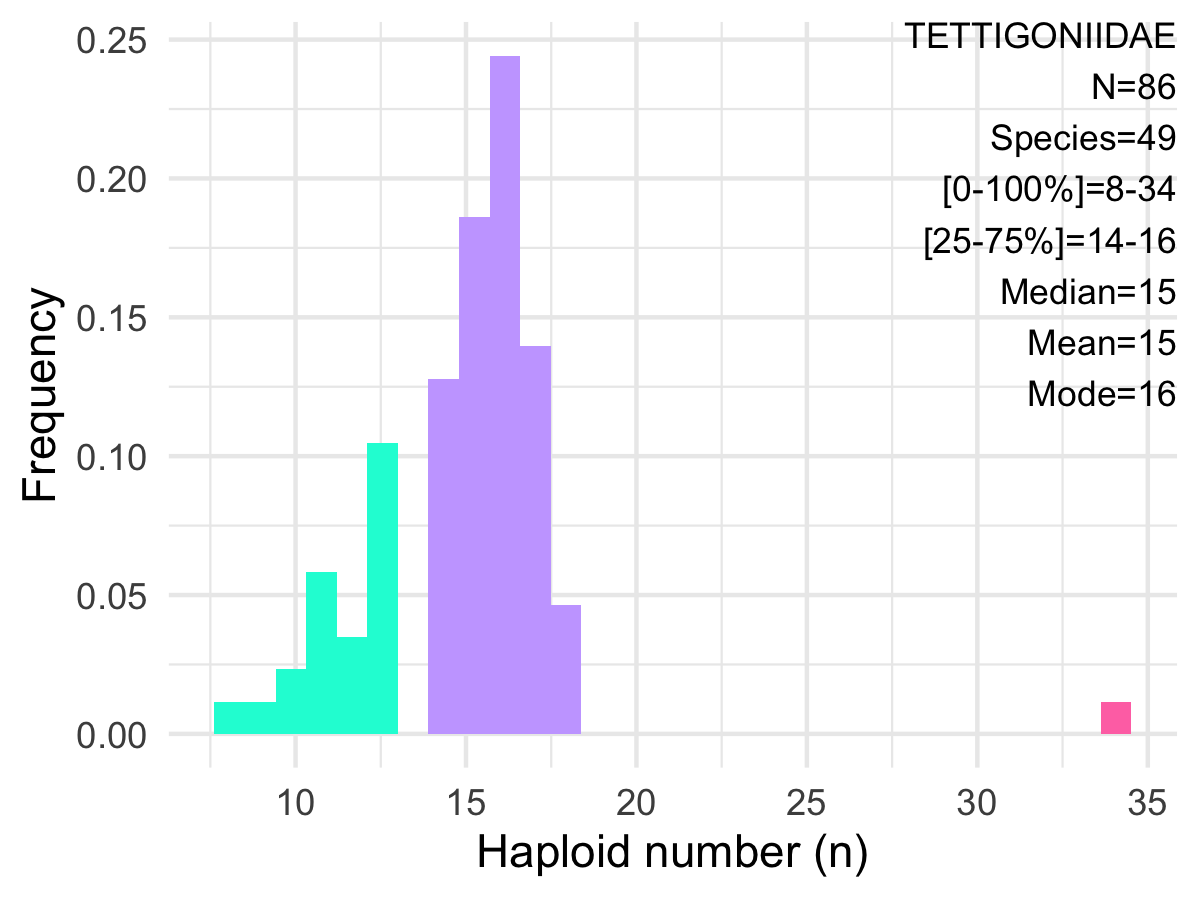 TETTIGONIIDAE
N=86
Species=49
[0-100%]=8-34
[25-75%]=14-16
Median=15
Mean=15
Mode=16
Frequency
0.25
0.20
0.15
0.10
0.05
0.00
10 15 20 25 30 35
Haploid number (n)